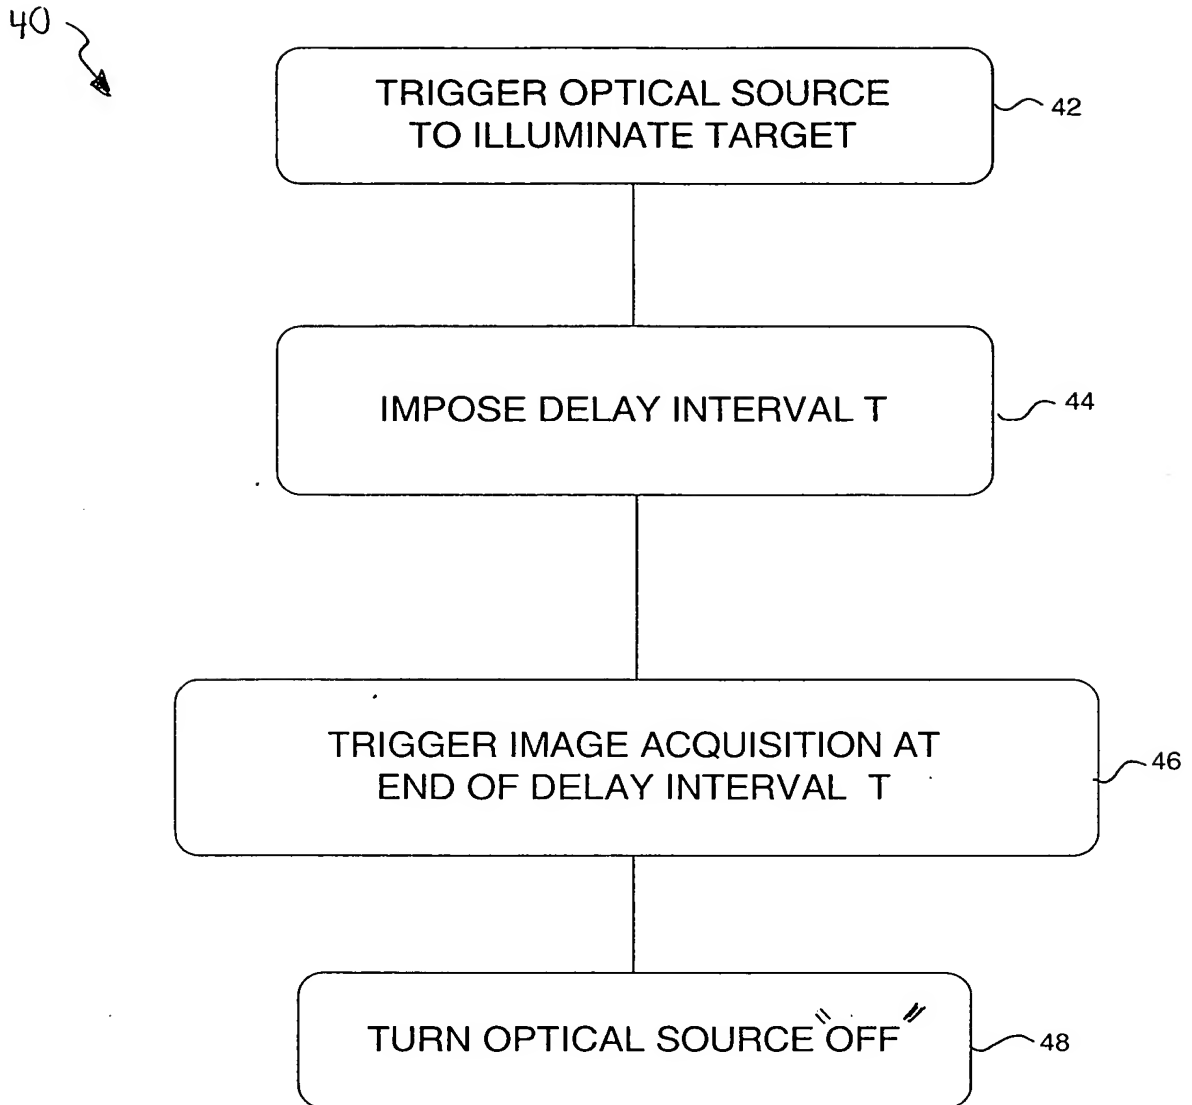 40
TRIGGER OPTICAL SOURCE
TO ILLUMINATE TARGET
42
IMPOSE DELAY INTERVAL T
44
TRIGGER IMAGE ACQUISITION AT
END OF DELAY INTERVAL T
46
TURN OPTICAL SOURCE "OFF"
48